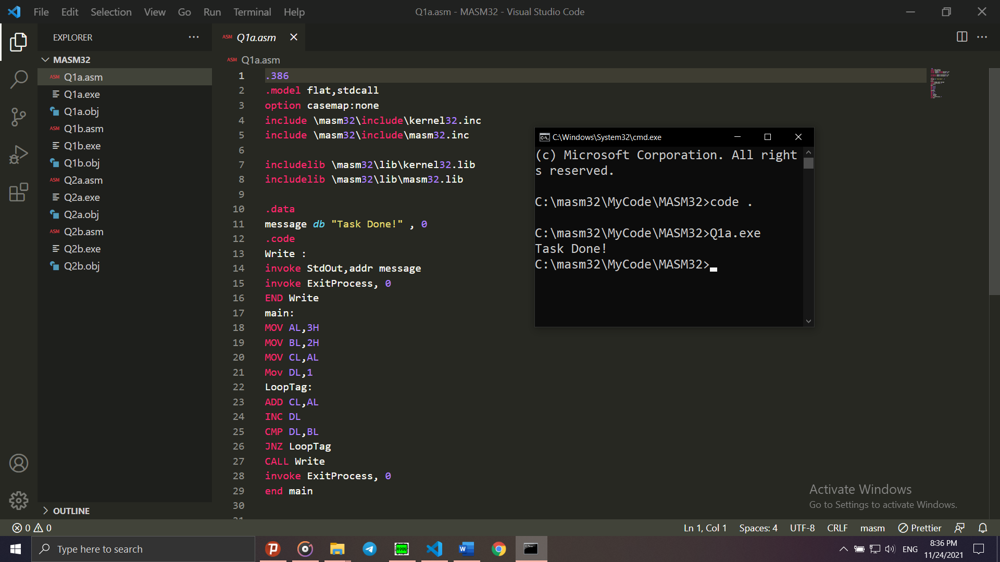 File Edit Selection View Go Run Terminal Help
Q1a.asm - MASM32 - Visual Studio Code
EXPLORER
ASM Q1a.asm
MASM32
ASM Q1a.asm
Q1a.exe
Q1a.obj
ASM Q1b.asm
Q1b.exe
Q1b.obj
ASM Q2a.asm
Q2a.exe
Q2a.obj
ASM Q2b.asm
Q2b.exe
Q2b.obj
OUTLINE
ASM Q1a.asm
1 .386
2 .model flat,stdcall
3 option casemap:none
4 include \masm32\include\kernel32.inc
5 include \masm32\include\masm32.inc
6
7 includelib \masm32\lib\kernel32.lib
8 includelib \masm32\lib\masm32.lib
9
10 .data
11 message db "Task Done!" , 0
12 .code
13 Write :
14 invoke StdOut,addr message
15 invoke ExitProcess, 0
16 END Write
17 main:
18 MOV AL,3H
19 MOV BL,2H
20 MOV CL,AL
21 Mov DL,1
22 LoopTag:
23 ADD CL,AL
24 INC DL
25 CMP DL,BL
26 JNZ LoopTag
27 CALL Write
28 invoke ExitProcess, 0
29 end main
30
C:\Windows\System32\cmd.exe
(c) Microsoft Corporation. All right
s reserved.
C:\masm32\MyCode\MASM32>code .
C:\masm32\MyCode\MASM32>Q1a.exe
Task Done!
C:\masm32\MyCode\MASM32>
Activate Windows
Go to Settings to activate Windows.
0 0
Ln 1, Col 1 Spaces: 4 UTF-8 CRLF masm Prettier
Type here to search
8086
ENG
8:36 PM
11/24/2021